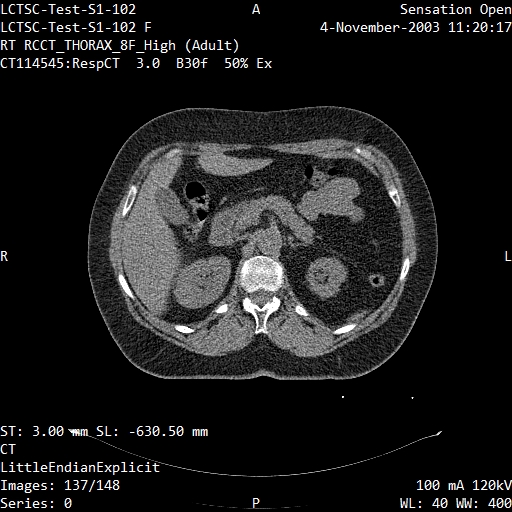 LCTSC-Test-S1-102
A
Sensation Open
LCTSC-Test-S1-102 F
4-November-2003 11:20:17
RT RCCT_THORAX_8F_High (Adult)
CT114545:RespCT 3.0 B30f 50% Ex
R
L
ST: 3.00 mm SL: -630.50 mm
CT
LittleEndianExplicit
Images: 137/148
100 mA 120kV
Series: 0
P
WL: 40 WW: 400